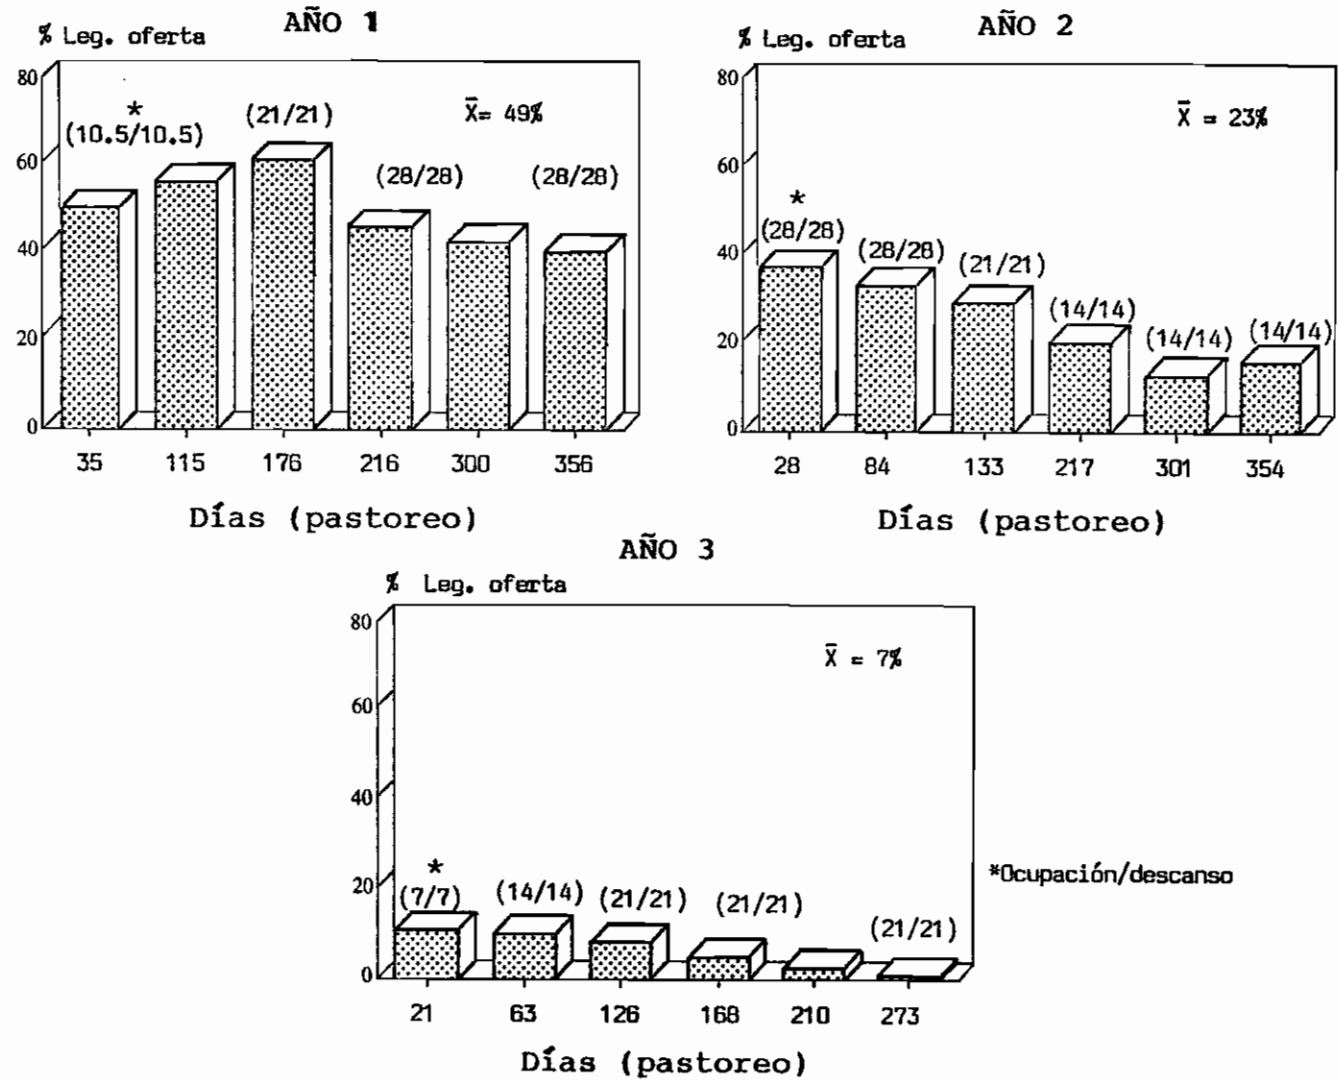 AÑO 1
% Leg. oferta
80
60
40
20
0
*
(10.5/10.5)
(21/21)
(28/28)
(28/28)
X̄= 49%
35 115 176 216 300 356
Días (pastoreo)
AÑO 2
% Leg. oferta
80
60
40
20
0
*
(28/28)
(28/28)
(21/21)
(14/14)
(14/14)
(14/14)
X̄ = 23%
28 84 133 217 301 354
Días (pastoreo)
AÑO 3
% Leg. oferta
80
60
40
20
0
*
(7/7)
(14/14)
(21/21)
(21/21)
(21/21)
X̄ = 7%
21 63 126 168 210 273
Días (pastoreo)
*Ocupación/descanso